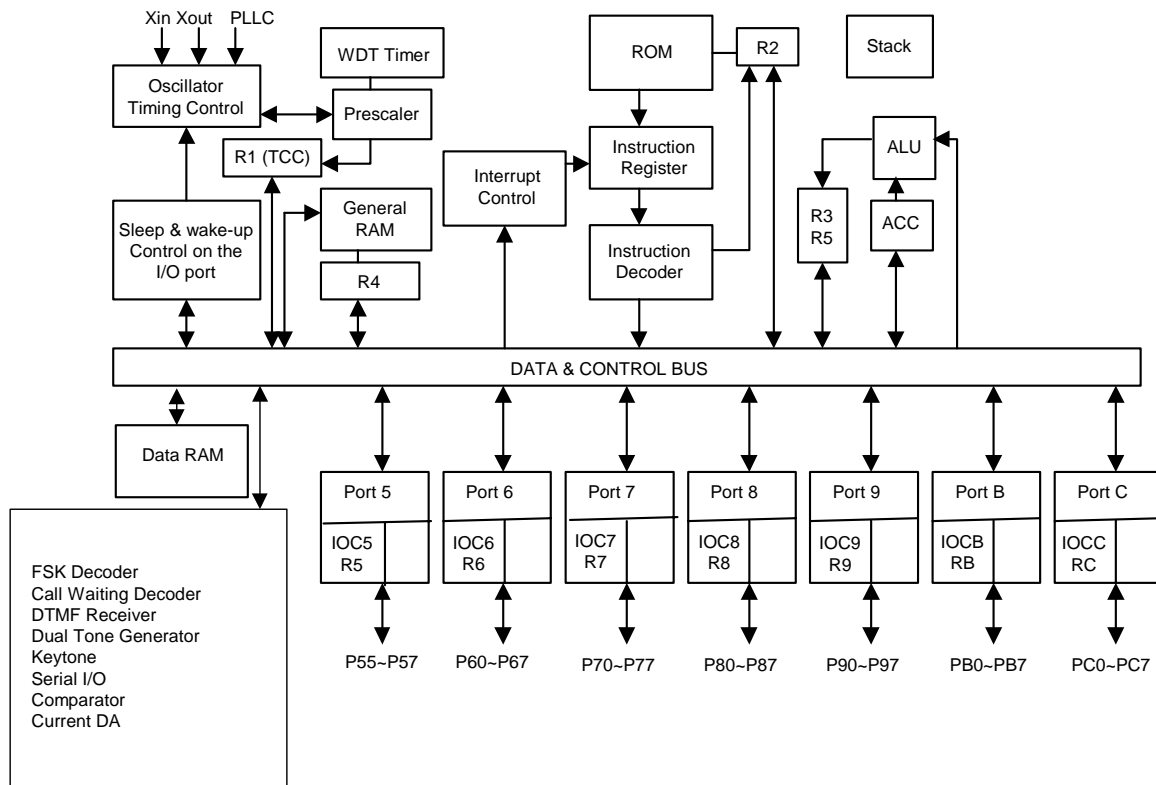 Xin Xout PLLC
WDT Timer
ROM
R2
Stack
Oscillator
Timing Control
Prescaler
R1 (TCC)
Instruction
Register
ALU
Interrupt
Control
General
RAM
Sleep & wake-up
Control on the
I/O port
R3
R5
ACC
Instruction
Decoder
R4
DATA & CONTROL BUS
Data RAM
Port 5
IOC5
R5
P55~P57
Port 6
IOC6
R6
P60~P67
Port 7
IOC7
R7
P70~P77
Port 8
IOC8
R8
P80~P87
Port 9
IOC9
R9
P90~P97
Port B
IOCB
RB
PB0~PB7
Port C
IOCC
RC
PC0~PC7
FSK Decoder
Call Waiting Decoder
DTMF Receiver
Dual Tone Generator
Keytone
Serial I/O
Comparator
Current DA